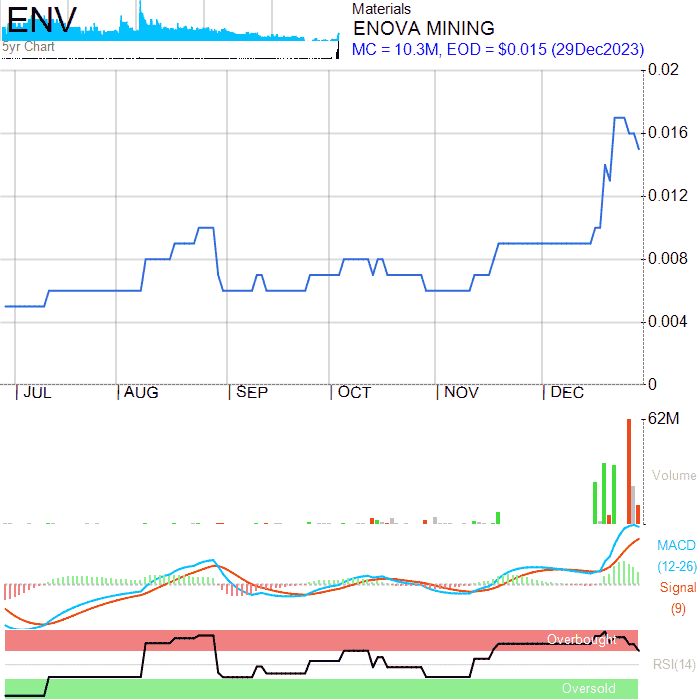 ENV
5yr Chart
Materials
ENOVA MINING
MC = 10.3M, EOD = $0.015 (29Dec2023)
0.02
0.016
0.012
0.008
0.004
0
JUL AUG SEP OCT NOV DEC
62M
Volume
MACD
(12-26)
Signal
(9)
Overbought
RSI(14)
Oversold